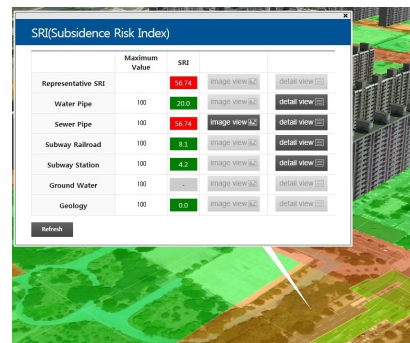 SRI(Subsidence Risk Index)
Maximum Value SRI
Representative SRI 56.74 image view detail view
Water Pipe 100 20.0 image view detail view
Sewer Pipe 100 56.74 image view detail view
Subway Railroad 100 8.1 image view detail view
Subway Station 100 4.2 image view detail view
Ground Water 100 - image view detail view
Geology 100 0.0 image view detail view
Refresh